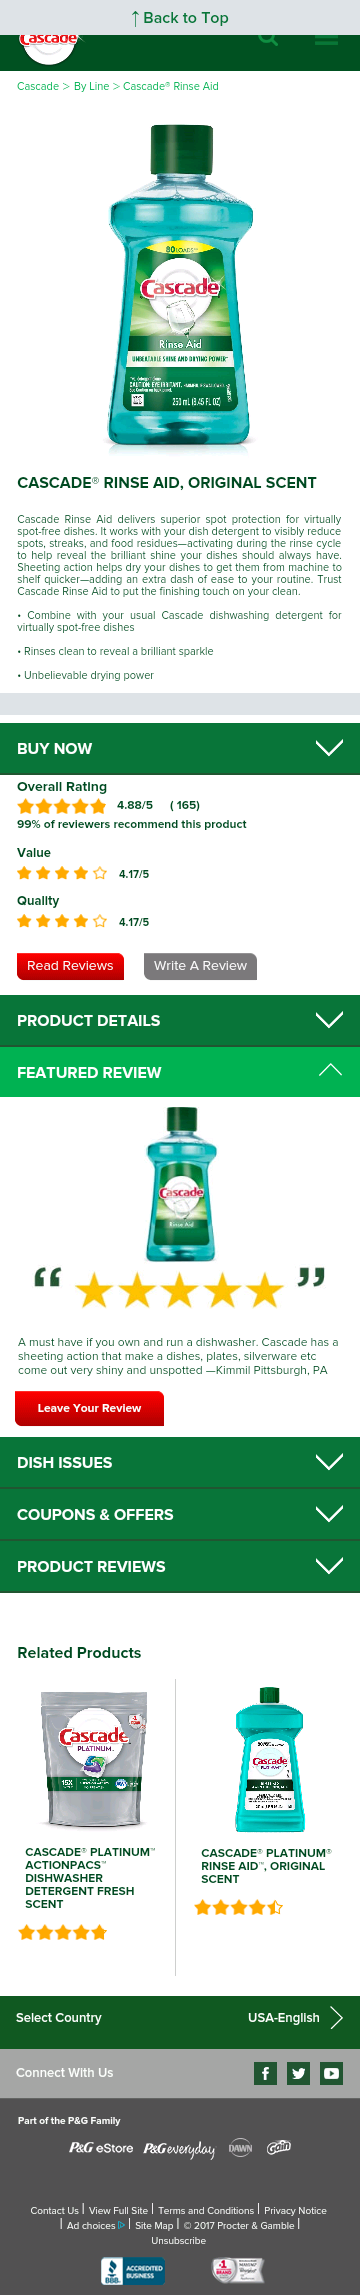 ↑ Back to Top
Cascade
Cascade > By Line > Cascade® Rinse Aid
80 LOADS
Cascade
Rinse Aid
UNBEATABLE SHINE AND DRYING POWER
CAUTION: EYE IRRITANT.
250 mL (8.45 FL OZ)
CASCADE® RINSE AID, ORIGINAL SCENT
Cascade Rinse Aid delivers superior spot protection for virtually
spot-free dishes. It works with your dish detergent to visibly reduce
spots, streaks, and food residues—activating during the rinse cycle
to help reveal the brilliant shine your dishes should always have.
Sheeting action helps dry your dishes to get them from machine to
shelf quicker—adding an extra dash of ease to your routine. Trust
Cascade Rinse Aid to put the finishing touch on your clean.
• Combine with your usual Cascade dishwashing detergent for
virtually spot-free dishes
• Rinses clean to reveal a brilliant sparkle
• Unbelievable drying power
BUY NOW
Overall Rating
4.88/5 ( 165)
99% of reviewers recommend this product
Value
4.17/5
Quality
4.17/5
Read Reviews Write A Review
PRODUCT DETAILS
FEATURED REVIEW
Cascade
Rinse Aid
“ ”
A must have if you own and run a dishwasher. Cascade has a
sheeting action that make a dishes, plates, silverware etc
come out very shiny and unspotted —Kimmil Pittsburgh, PA
Leave Your Review
DISH ISSUES
COUPONS & OFFERS
PRODUCT REVIEWS
Related Products
Cascade
PLATINUM
Cascade
CASCADE® PLATINUM™
ACTIONPACS™
DISHWASHER
DETERGENT FRESH
SCENT
CASCADE® PLATINUM®
RINSE AID™, ORIGINAL
SCENT
Select Country USA-English
Connect With Us
Part of the P&G Family
P&G eStore P&G everyday DAWN Gain
Contact Us | View Full Site | Terms and Conditions | Privacy Notice
| Ad choices | Site Map | © 2017 Procter & Gamble |
Unsubscribe
BBB ACCREDITED BUSINESS
#1 BRAND